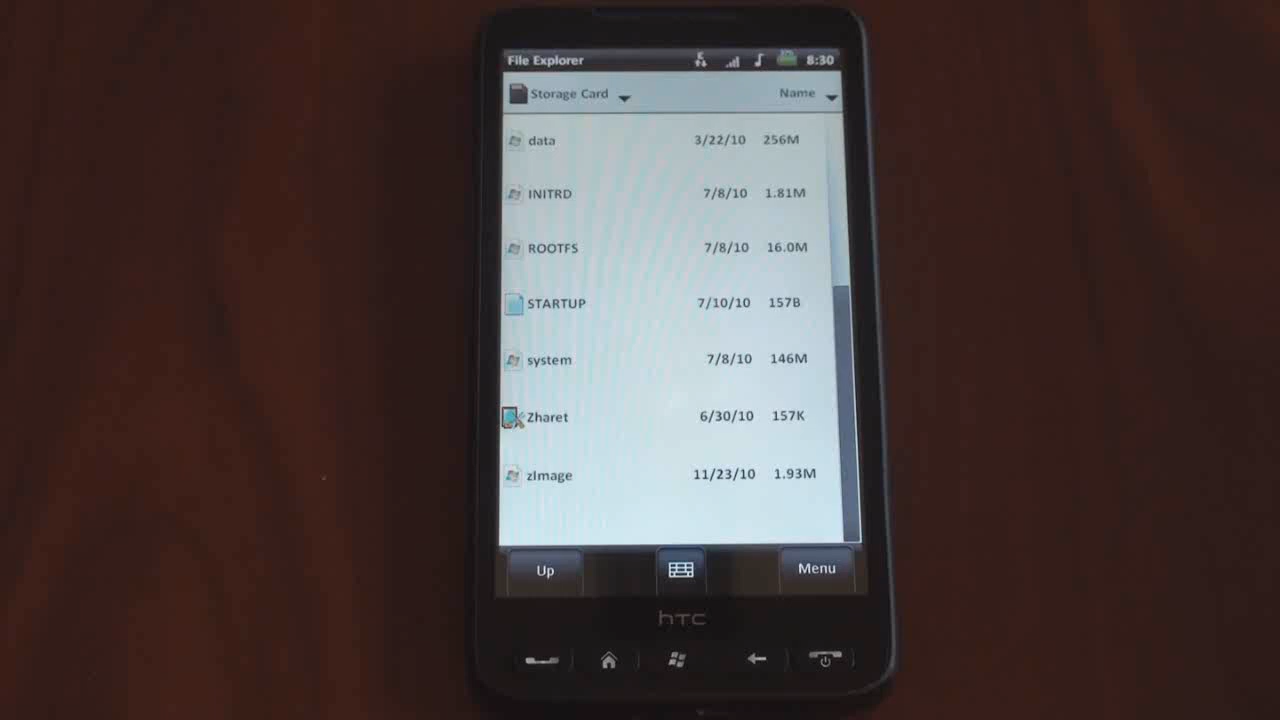 File Explorer 8:30
Storage Card Name
data 3/22/10 256M
INITRD 7/8/10 1.81M
ROOTFS 7/8/10 16.0M
STARTUP 7/10/10 157B
system 7/8/10 146M
Zharet 6/30/10 157K
zImage 11/23/10 1.93M
Up Menu
hTC